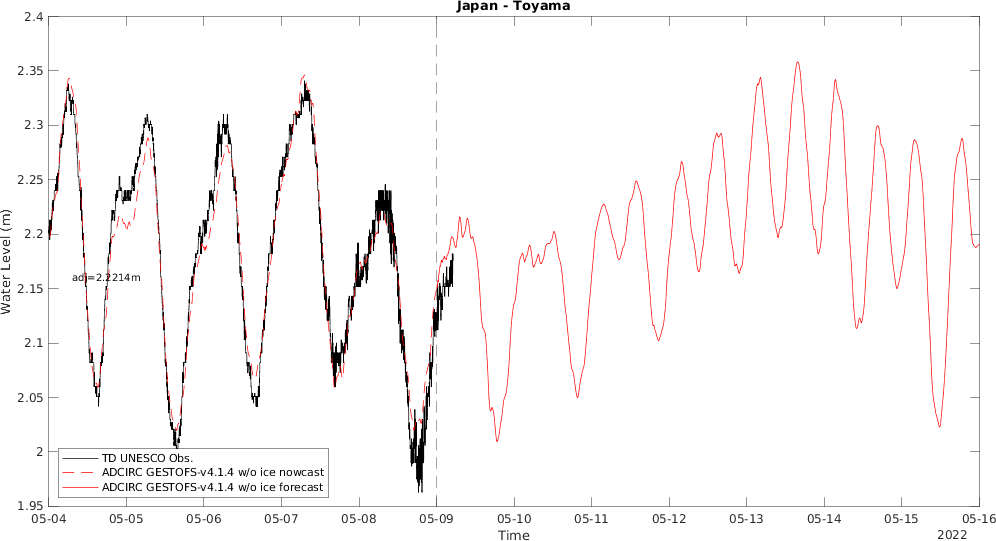 Japan - Toyama
2.4
2.35
2.3
2.25
2.2
2.15
2.1
2.05
2
1.95
Water Level (m)
adj=2.2214m
TD UNESCO Obs.
ADCIRC GESTOFS-v4.1.4 w/o ice nowcast
ADCIRC GESTOFS-v4.1.4 w/o ice forecast
05-04 05-05 05-06 05-07 05-08 05-09 05-10 05-11 05-12 05-13 05-14 05-15 05-16
Time
2022